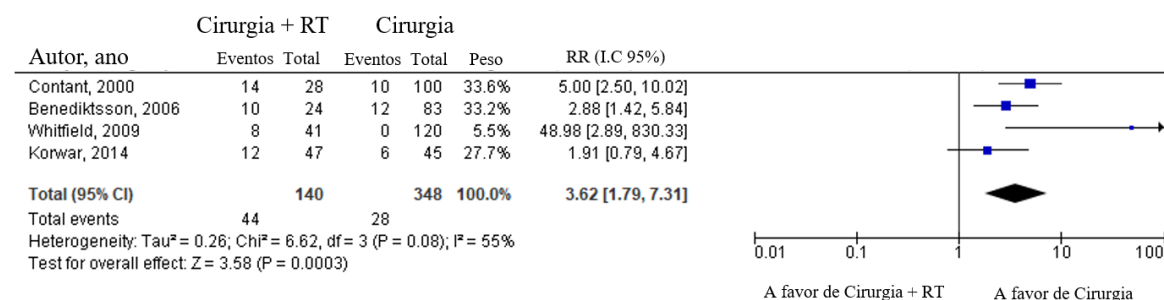 Cirurgia + RT Cirurgia
Autor, ano Eventos Total Eventos Total Peso RR (I.C 95%)
Contant, 2000 14 28 10 100 33.6% 5.00 [2.50, 10.02]
Benediktsson, 2006 10 24 12 83 33.2% 2.88 [1.42, 5.84]
Whitfield, 2009 8 41 0 120 5.5% 48.98 [2.89, 830.33]
Korwar, 2014 12 47 6 45 27.7% 1.91 [0.79, 4.67]
Total (95% CI) 140 348 100.0% 3.62 [1.79, 7.31]
Total events 44 28
Heterogeneity: Tau² = 0.26; Chi² = 6.62, df = 3 (P = 0.08); I² = 55%
Test for overall effect: Z = 3.58 (P = 0.0003)
0.01 0.1 1 10 100
A favor de Cirurgia + RT A favor de Cirurgia